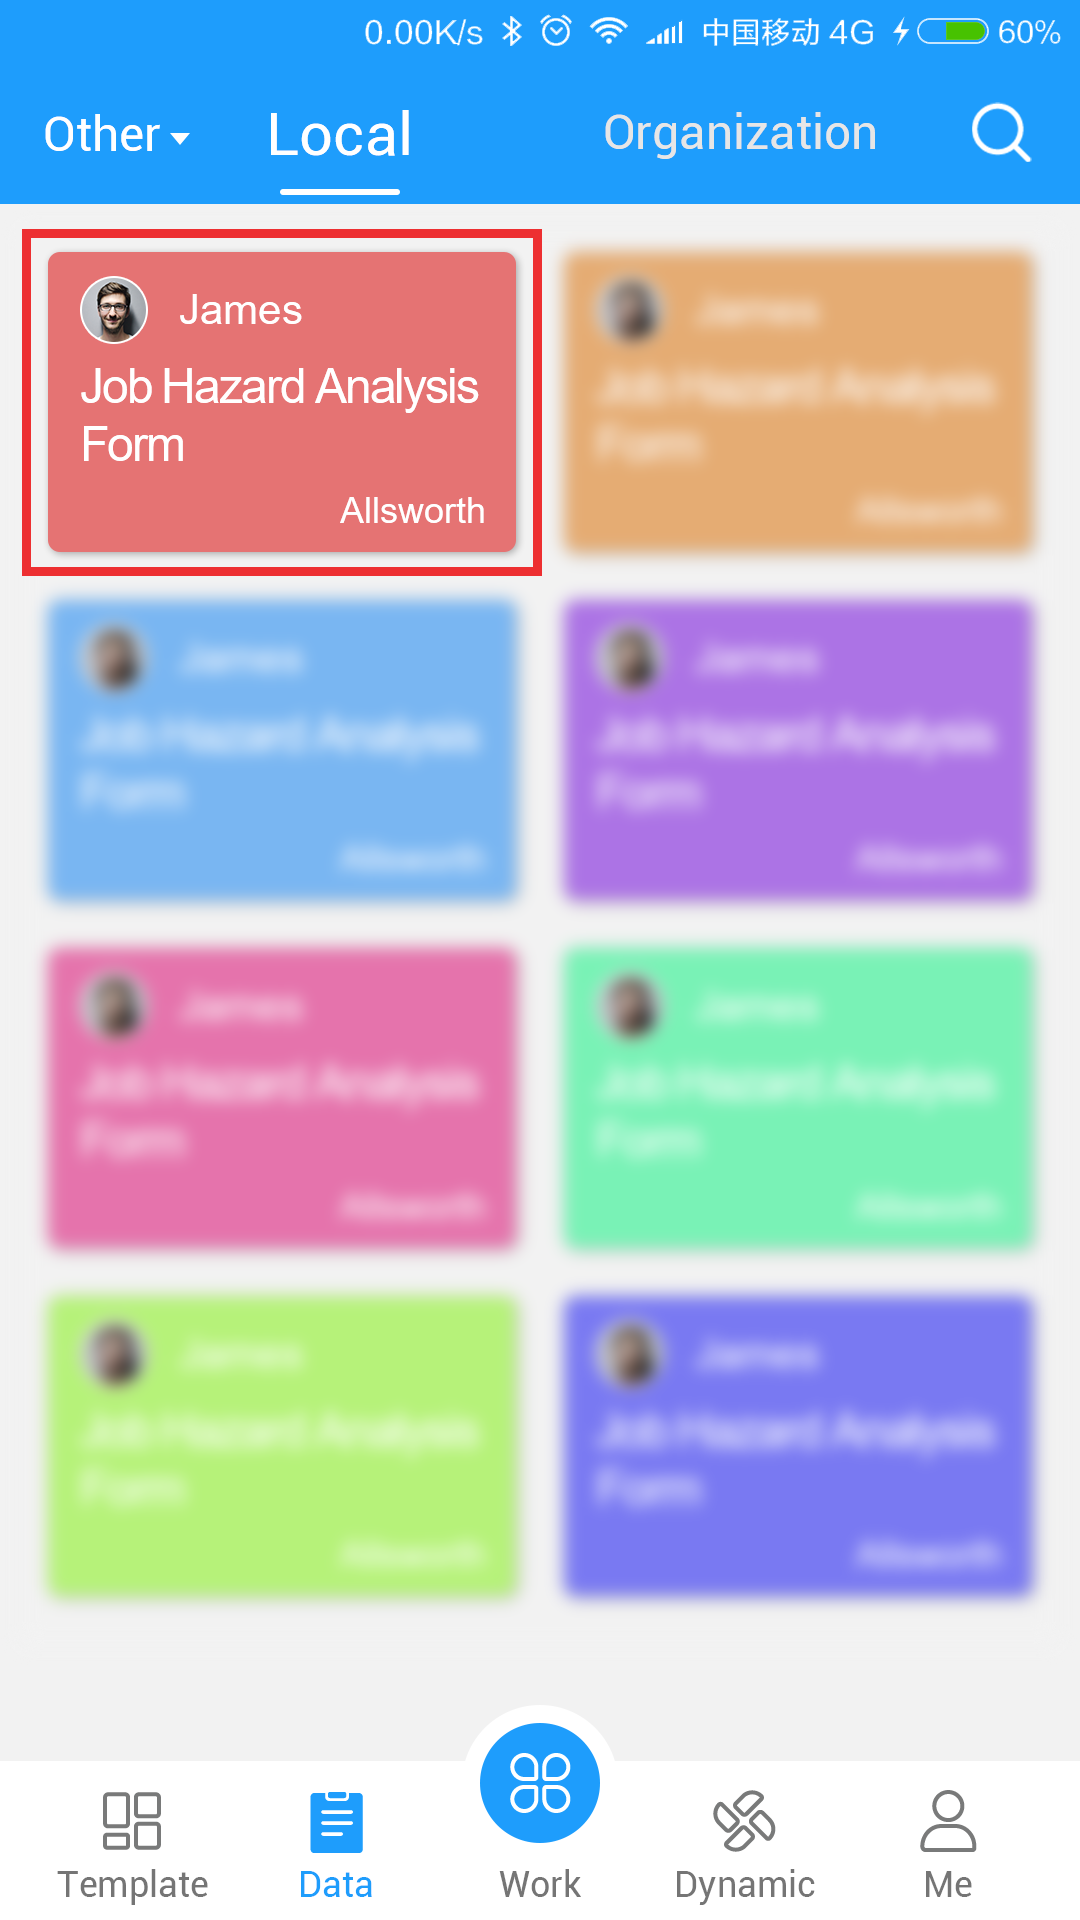 0.00K/s 中国移动 4G 60%
Other Local Organization
James
Job Hazard Analysis
Form
Allsworth
James
Job Hazard Analysis
Form
Allsworth
James
Job Hazard Analysis
Form
Allsworth
James
Job Hazard Analysis
Form
Allsworth
James
Job Hazard Analysis
Form
Allsworth
James
Job Hazard Analysis
Form
Allsworth
James
Job Hazard Analysis
Form
Allsworth
James
Job Hazard Analysis
Form
Allsworth
Template Data Work Dynamic Me